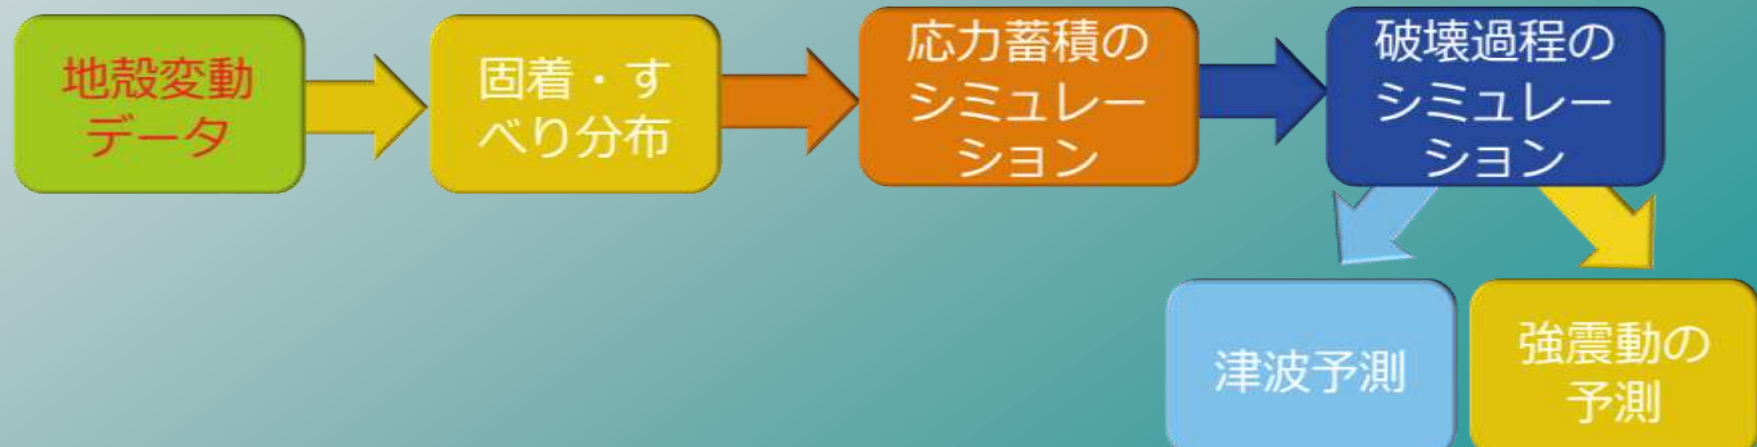 地殻変動
データ
固着・す
べり分布
応力蓄積の
シミュレー
ション
破壊過程の
シミュレー
ション
津波予測
強震動の
予測